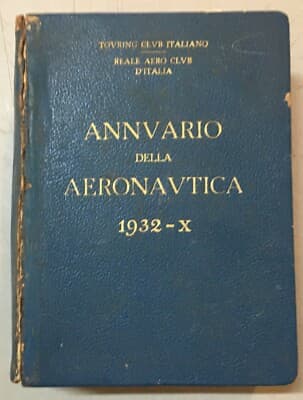 TOVRING CLVB ITALIANO
REALE AERO CLVB
D'ITALIA
ANNVARIO
DELLA
AERONAVTICA
1932-X